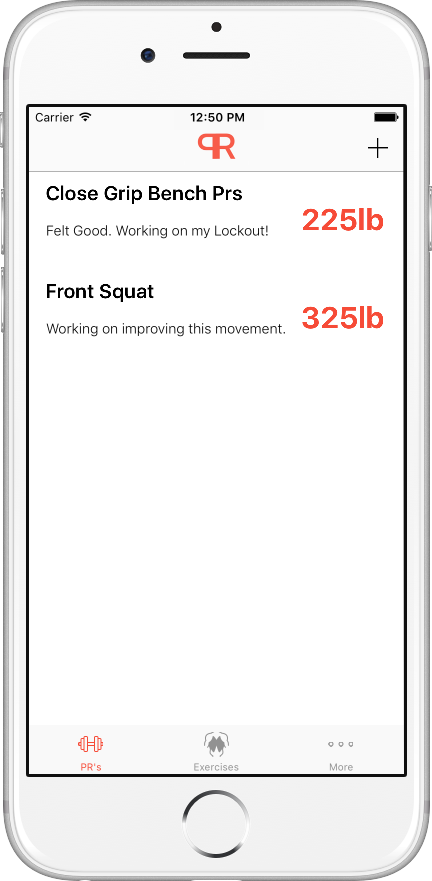 Carrier 12:50 PM
PR
Close Grip Bench Prs
225lb
Felt Good. Working on my Lockout!
Front Squat
325lb
Working on improving this movement.
PR's Exercises More